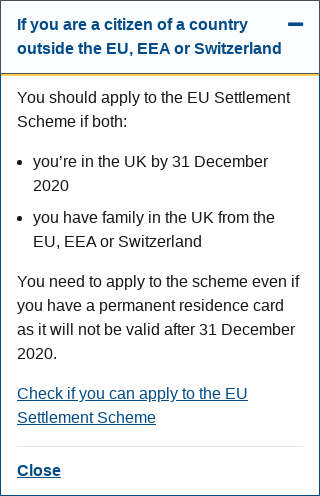 If you are a citizen of a country
outside the EU, EEA or Switzerland
You should apply to the EU Settlement
Scheme if both:
you’re in the UK by 31 December
2020
you have family in the UK from the
EU, EEA or Switzerland
You need to apply to the scheme even if
you have a permanent residence card
as it will not be valid after 31 December
2020.
Check if you can apply to the EU
Settlement Scheme
Close